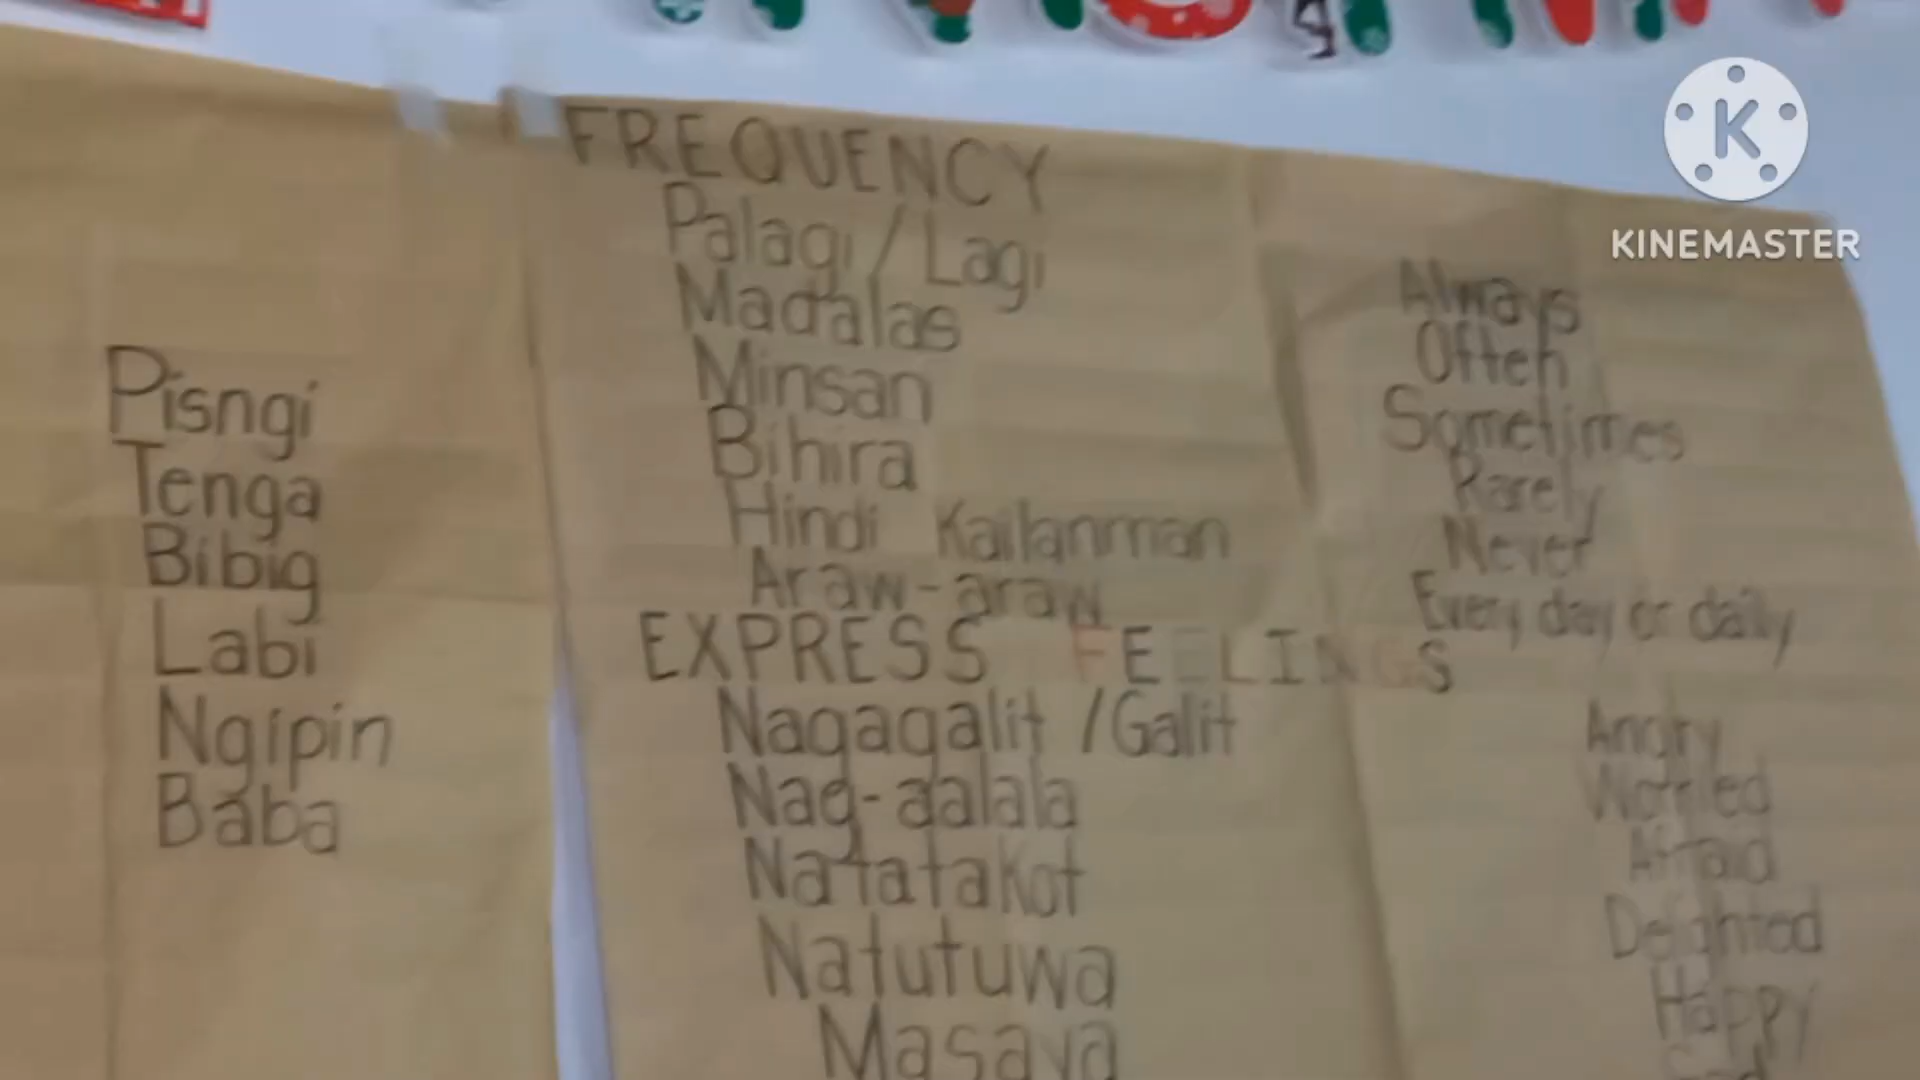 KINEMASTER
Pisngi
Tenga
Bibig
Labi
Ngipin
Baba
FREQUENCY
Palagi / Lagi
Madalas
Minsan
Bihira
Hindi Kailanman
Araw-araw
EXPRESS FEELINGS
Nagagalit / Galit
Nag-aalala
Natatakot
Natutuwa
Masaya
Always
Often
Sometimes
Rarely
Never
Every day or daily
Angry
Worried
Afraid
Delighted
Happy
Sad